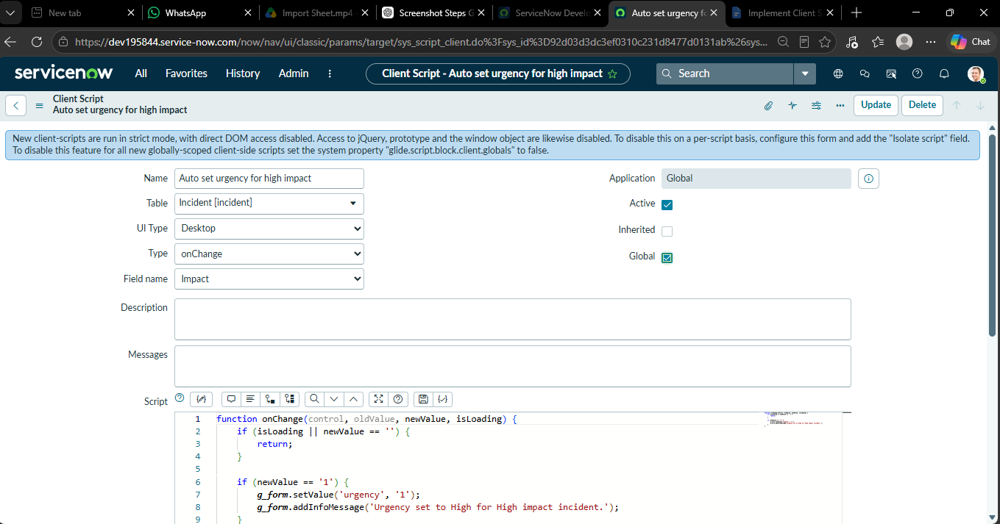 New tab
WhatsApp
Import Sheet.mp4 -
Screenshot Steps G
ServiceNow Develo
Auto set urgency fo
Implement Client S
https://dev195844.service-now.com/now/nav/ui/classic/params/target/sys_script_client.do%3Fsys_id%3D92d03d3dc3ef0310c231d8477d0131ab%26sys...
Chat
servicenow
All
Favorites
History
Admin
Client Script - Auto set urgency for high impact
Search
Client Script
Auto set urgency for high impact
Update
Delete
New client-scripts are run in strict mode, with direct DOM access disabled. Access to jQuery, prototype and the window object are likewise disabled. To disable this on a per-script basis, configure this form and add the "Isolate script" field.
To disable this feature for all new globally-scoped client-side scripts set the system property "glide.script.block.client.globals" to false.
Name
Auto set urgency for high impact
Application
Global
Table
Incident [incident]
Active
UI Type
Desktop
Inherited
Type
onChange
Global
Field name
Impact
Description
Messages
Script
1 function onChange(control, oldValue, newValue, isLoading) {
2 if (isLoading || newValue == '') {
3 return;
4 }
5
6 if (newValue == '1') {
7 g_form.setValue('urgency', '1');
8 g_form.addInfoMessage('Urgency set to High for High impact incident.');
9 }